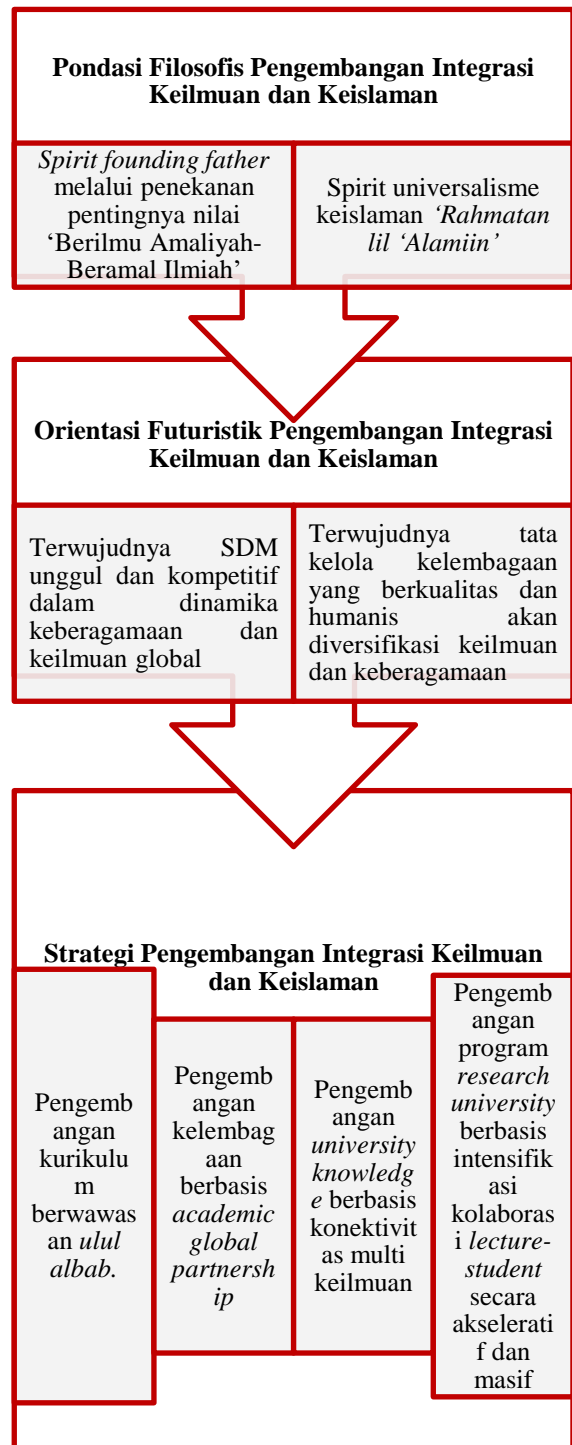 Pondasi Filosofis Pengembangan Integrasi
Keilmuan dan Keislaman
Spirit founding father
melalui penekanan
pentingnya nilai
‘Berilmu Amaliyah-
Beramal Ilmiah’
Spirit universalisme
keislaman ‘Rahmatan
lil ‘Alamiin’
Orientasi Futuristik Pengembangan Integrasi
Keilmuan dan Keislaman
Terwujudnya SDM
unggul dan kompetitif
dalam dinamika
keberagamaan dan
keilmuan global
Terwujudnya tata
kelola kelembagaan
yang berkualitas dan
humanis akan
diversifikasi keilmuan
dan keberagamaan
Strategi Pengembangan Integrasi Keilmuan
dan Keislaman
Pengemb
angan
kurikulu
m
berwawas
an ulul
albab.
Pengemb
angan
kelembag
aan
berbasis
academic
global
partnersh
ip
Pengemb
angan
university
knowledg
e berbasis
konektivit
as multi
keilmuan
Pengemb
angan
program
research
university
berbasis
intensifik
asi
kolaboras
i lecture-
student
secara
akselerati
f dan
masif